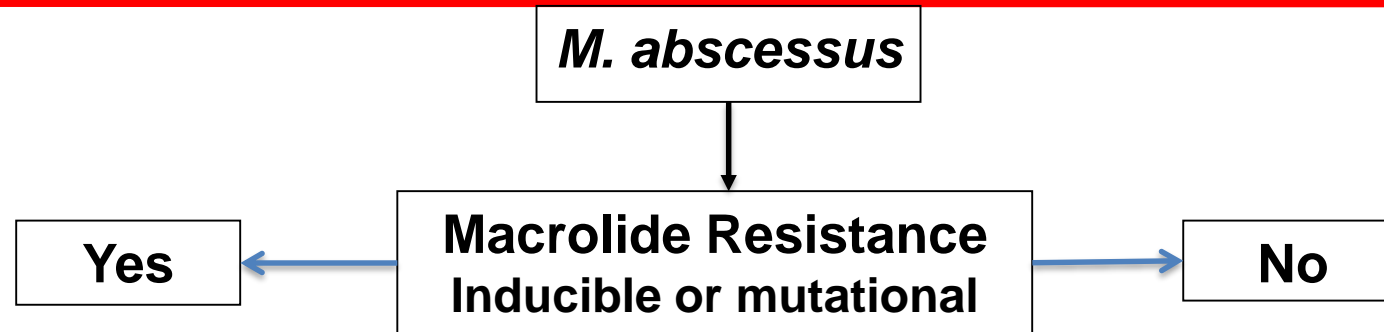 M. abscessus
Yes
Macrolide Resistance
Inducible or mutational
No